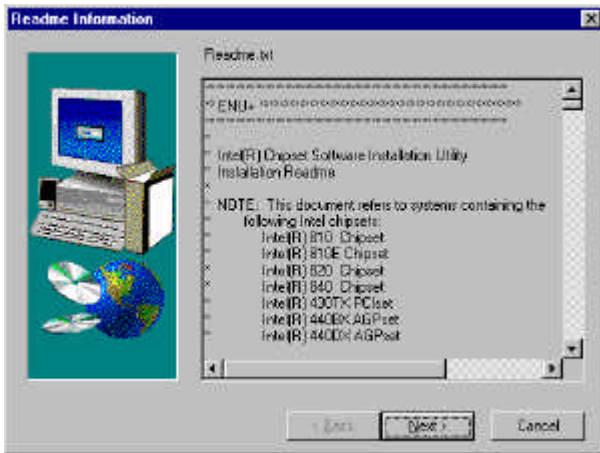 Readme Information
Readme.txt
* ENU+ **************************************
*
* Intel(R) Chipset Software Installation Utility
* Installation Readme
*
* NOTE: This document refers to systems containing the
* following Intel chipsets:
* Intel(R) 810 Chipset
* Intel(R) 810E Chipset
* Intel(R) 820 Chipset
* Intel(R) 840 Chipset
* Intel(R) 430TX PCIset
* Intel(R) 440BX AGPset
* AGPset
< Back
Next >
Cancel